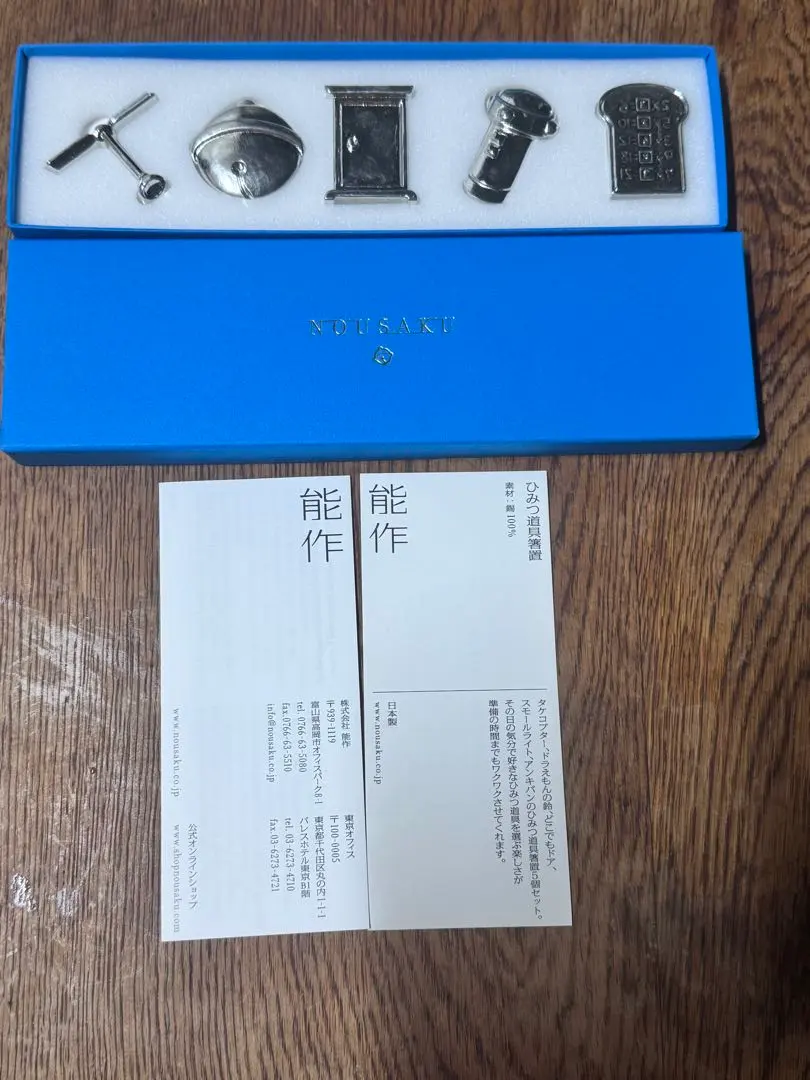 NOUSAKU
能作
株式会社 能作
〒939-1119
富山県高岡市オフィスパーク8-1
tel. 0766-63-5080
fax. 0766-63-5510
info@nousaku.co.jp
www.nousaku.co.jp
東京オフィス
〒100-0005
東京都千代田区丸の内1-1-1
パレスホテル東京B1階
tel. 03-6273-4710
fax. 03-6273-4721
公式オンラインショップ
www.shopnousaku.com
ひみつ道具箸置
素材：錫100%
能作
タケコプター、ドラえもんの鈴、どこでもドア、
スモールライト、アンキパンのひみつ道具箸置5個セット。
その日の気分で好きなひみつ道具を選ぶ楽しさが
準備の時間までもワクワクさせてくれます。
日本製
www.nousaku.co.jp